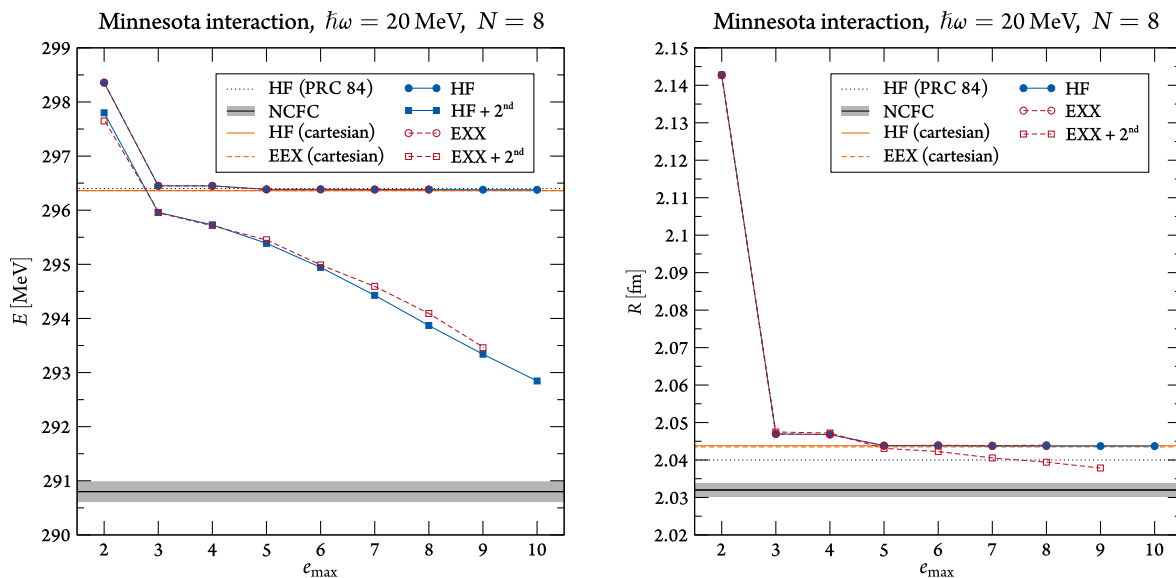 Minnesota interaction, ħω = 20 MeV, N = 8
E [MeV]
299
298
297
296
295
294
293
292
291
290
HF (PRC 84)
NCFC
HF (cartesian)
EEX (cartesian)
HF
HF + 2nd
EXX
EXX + 2nd
2 3 4 5 6 7 8 9 10
emax
Minnesota interaction, ħω = 20 MeV, N = 8
R [fm]
2.15
2.14
2.13
2.12
2.11
2.1
2.09
2.08
2.07
2.06
2.05
2.04
2.03
2.02
HF (PRC 84)
NCFC
HF (cartesian)
EEX (cartesian)
HF
EXX
EXX + 2nd
2 3 4 5 6 7 8 9 10
emax